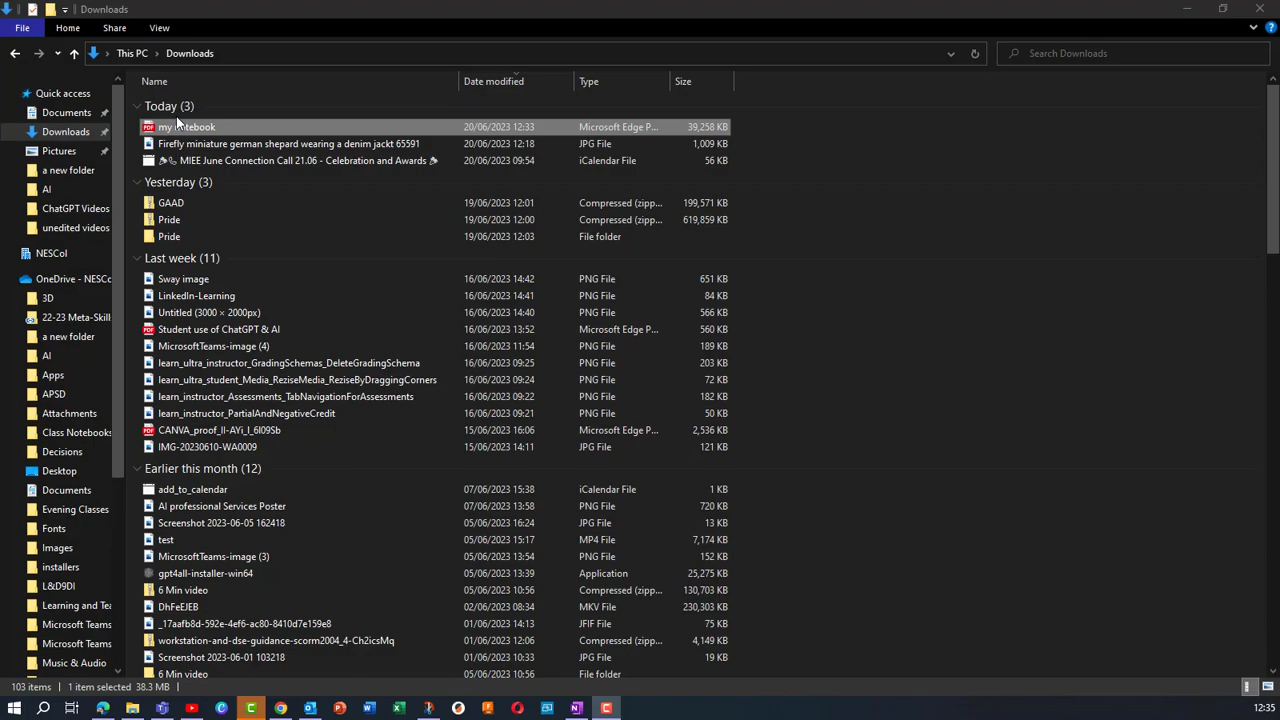 Downloads
File Home Share View
This PC Downloads Search Downloads
Name Date modified Type Size
Quick access
Documents
Downloads
Pictures
a new folder
AI
ChatGPT Videos
unedited videos
NESCol
OneDrive - NESCo
3D
22-23 Meta-Skill
a new folder
AI
Apps
APSD
Attachments
Class Notebooks
Decisions
Desktop
Documents
Evening Classes
Fonts
Images
installers
L&D9DI
Learning and Tea
Microsoft Teams
Microsoft Teams
Music & Audio
Today (3)
my notebook 20/06/2023 12:33 Microsoft Edge P... 39,258 KB
Firefly miniature german shepard wearing a denim jackt 65591 20/06/2023 12:18 JPG File 1,009 KB
MIEE June Connection Call 21.06 - Celebration and Awards 20/06/2023 09:54 iCalendar File 56 KB
Yesterday (3)
GAAD 19/06/2023 12:01 Compressed (zipp... 199,571 KB
Pride 19/06/2023 12:00 Compressed (zipp... 619,859 KB
Pride 19/06/2023 12:03 File folder
Last week (11)
Sway image 16/06/2023 14:42 PNG File 651 KB
LinkedIn-Learning 16/06/2023 14:41 PNG File 84 KB
Untitled (3000 × 2000px) 16/06/2023 14:40 PNG File 566 KB
Student use of ChatGPT & AI 16/06/2023 13:52 Microsoft Edge P... 560 KB
MicrosoftTeams-image (4) 16/06/2023 11:54 PNG File 189 KB
learn_ultra_instructor_GradingSchemas_DeleteGradingSchema 16/06/2023 09:25 PNG File 203 KB
learn_ultra_student_Media_ReziseMedia_ReziseByDraggingCorners 16/06/2023 09:24 PNG File 72 KB
learn_instructor_Assessments_TabNavigationForAssessments 16/06/2023 09:22 PNG File 182 KB
learn_instructor_PartialAndNegativeCredit 16/06/2023 09:21 PNG File 50 KB
CANVA_proof_II-AYi_I_6I09Sb 15/06/2023 16:06 Microsoft Edge P... 2,536 KB
IMG-20230610-WA0009 15/06/2023 14:11 JPG File 121 KB
Earlier this month (12)
add_to_calendar 07/06/2023 15:38 iCalendar File 1 KB
AI professional Services Poster 07/06/2023 13:58 PNG File 720 KB
Screenshot 2023-06-05 162418 05/06/2023 16:24 JPG File 13 KB
test 05/06/2023 15:17 MP4 File 7,174 KB
MicrosoftTeams-image (3) 05/06/2023 13:54 PNG File 152 KB
gpt4all-installer-win64 05/06/2023 13:39 Application 25,275 KB
6 Min video 05/06/2023 10:56 Compressed (zipp... 130,703 KB
DhFeEJEB 02/06/2023 08:34 MKV File 230,303 KB
_17aafb8d-592e-4ef6-ac80-8410d7e159e8 01/06/2023 14:13 JFIF File 75 KB
workstation-and-dse-guidance-scorm2004_4-Ch2icsMq 01/06/2023 12:06 Compressed (zipp... 4,149 KB
Screenshot 2023-06-01 103218 01/06/2023 10:33 JPG File 19 KB
6 Min video 05/06/2023 10:56 File folder
103 items 1 item selected 38.3 MB
12:35